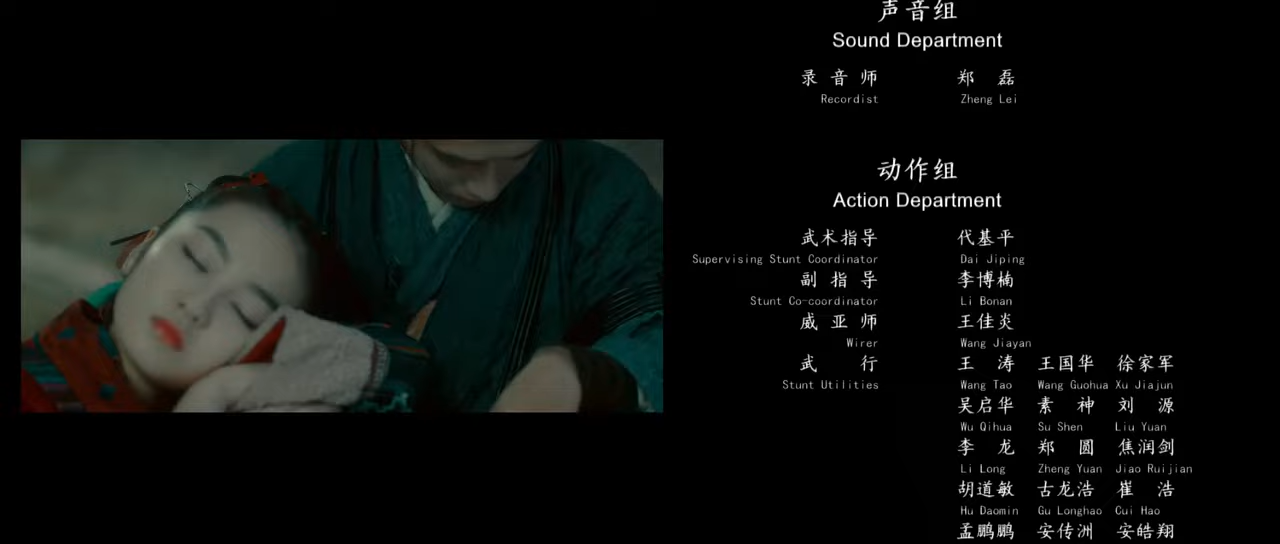 声音组
Sound Department
录音师 郑磊
Recordist Zheng Lei
动作组
Action Department
武术指导 代基平
Supervising Stunt Coordinator Dai Jiping
副指导 李博楠
Stunt Co-coordinator Li Bonan
威亚师 王佳炎
Wirer Wang Jiayan
武行 王涛 王国华 徐家军
Stunt Utilities Wang Tao Wang Guohua Xu Jiajun
吴启华 素神 刘源
Wu Qihua Su Shen Liu Yuan
李龙 郑圆 焦润剑
Li Long Zheng Yuan Jiao Ruijian
胡道敏 古龙浩 崔浩
Hu Daomin Gu Longhao Cui Hao
孟鹏鹏 安传洲 安皓翔